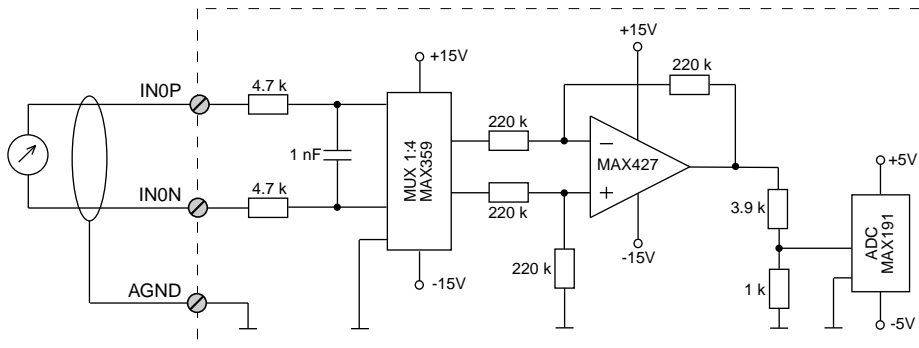 +15V
+15V
220 k
IN0P
4.7 k
220 k
1 nF
MUX 1:4
MAX359
−
MAX427
+
+5V
IN0N
4.7 k
220 k
3.9 k
ADC
MAX191
-15V
220 k
1 k
-15V
AGND
-5V